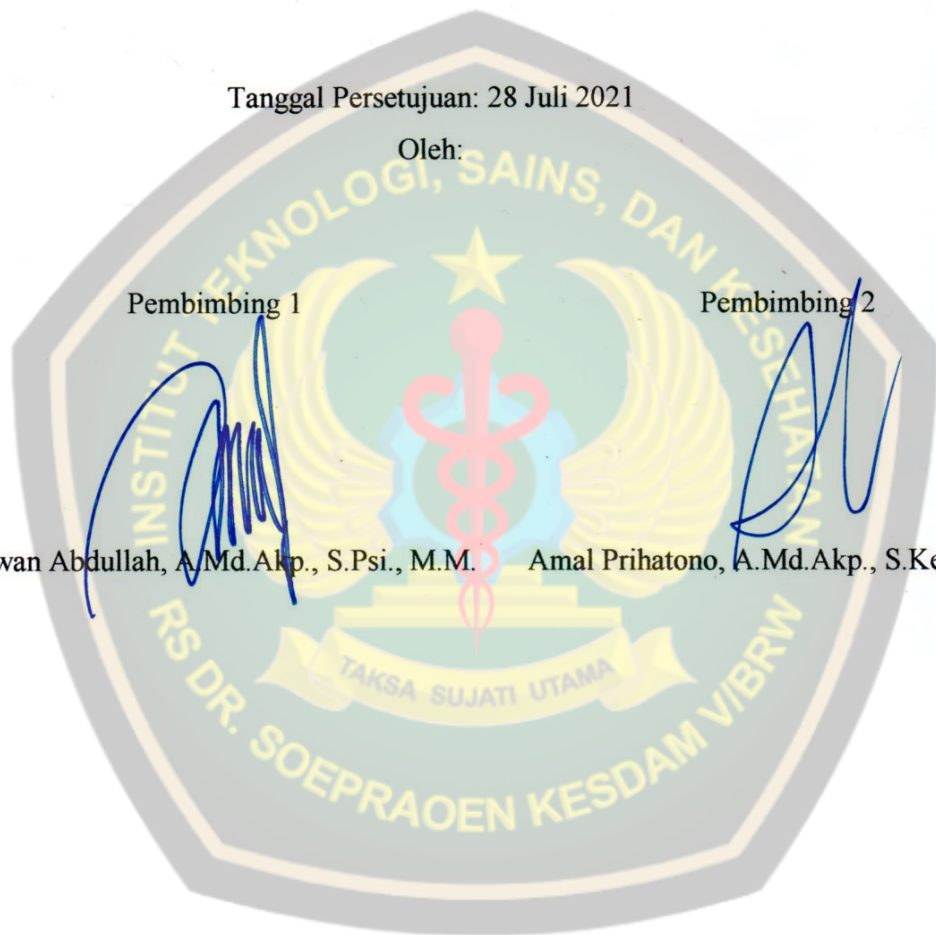 Tanggal Persetujuan: 28 Juli 2021
Oleh:
Pembimbing 1 Pembimbing 2
Abdullah, A.Md.Akp., S.Psi., M.M. Amal Prihatono, A.Md.Akp.,
INSTITUT TEKNOLOGI, SAINS, DAN KESEHATAN
TAKSA SUJATI UTAMA
RS DR. SOEPRAOEN KESDAM V/BRW